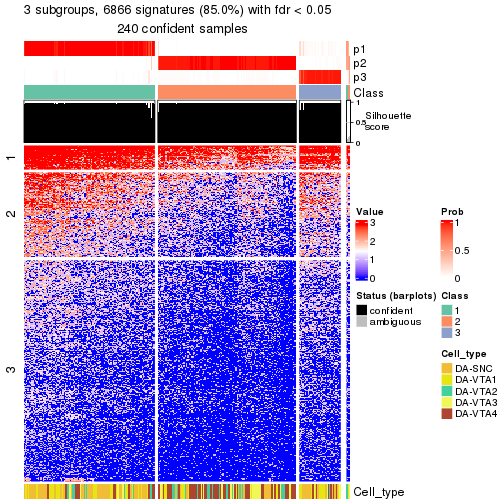 3 subgroups, 6866 signatures (85.0%) with fdr < 0.05
240 confident samples
p1
p2
p3
Class
1
0.5
0
Silhouette
score
1
2
3
Value
3
2
1
0
Prob
1
0.5
0
Status (barplots)
confident
ambiguous
Class
1
2
3
Cell_type
DA-SNC
DA-VTA1
DA-VTA2
DA-VTA3
DA-VTA4
Cell_type